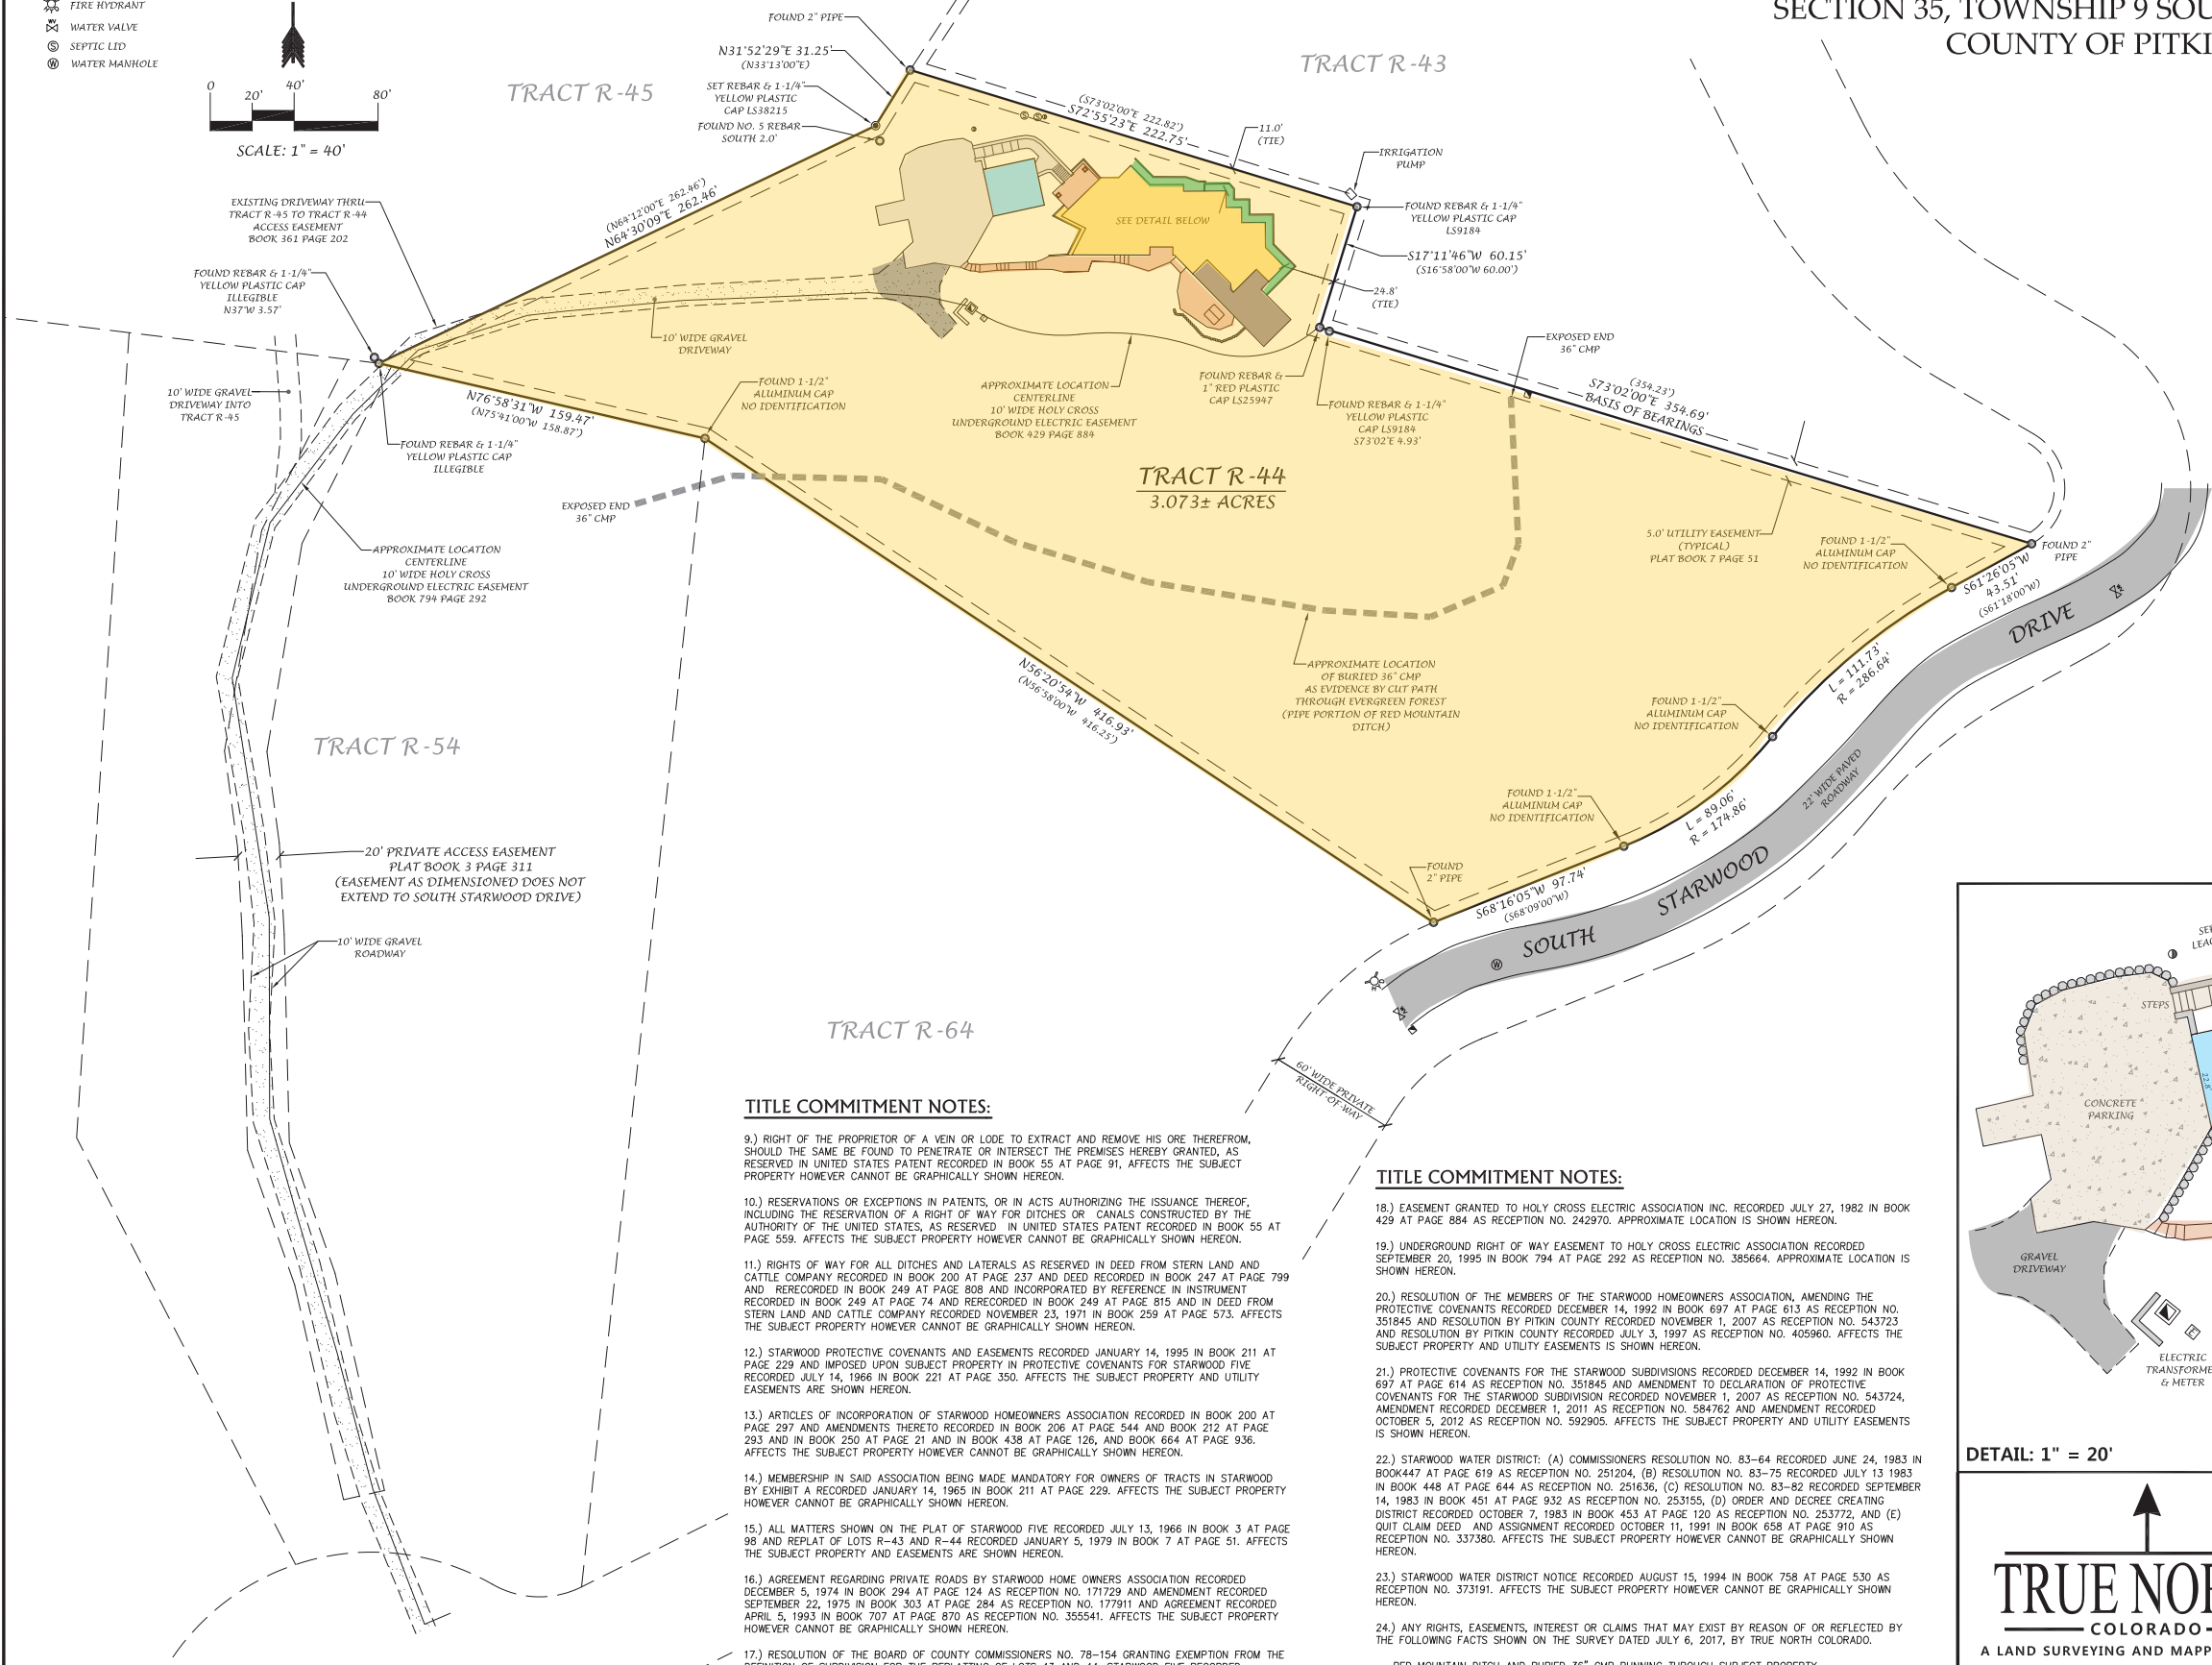 FIRE HYDRANT
WATER VALVE
SEPTIC LID
WATER MANHOLE
0 20' 40' 80'
SCALE: 1" = 40'
SECTION 35, TOWNSHIP 9 SOU
COUNTY OF PITKI
TRACT R-45
TRACT R-43
FOUND 2" PIPE
N31°52'29"E 31.25'
(N33°13'00"E)
SET REBAR & 1-1/4"
YELLOW PLASTIC
CAP LS38215
FOUND NO. 5 REBAR
SOUTH 2.0'
(S73°02'00"E 222.82')
S72°55'23"E 222.75'
11.0'
(TIE)
IRRIGATION
PUMP
FOUND REBAR & 1-1/4"
YELLOW PLASTIC CAP
LS9184
S17°11'46"W 60.15'
(S16°58'00"W 60.00')
24.8'
(TIE)
SEE DETAIL BELOW
(N64°12'00"E 262.46')
N64°30'09"E 262.46'
EXISTING DRIVEWAY THRU
TRACT R-45 TO TRACT R-44
ACCESS EASEMENT
BOOK 361 PAGE 202
FOUND REBAR & 1-1/4"
YELLOW PLASTIC CAP
ILLEGIBLE
N37°W 3.57'
10' WIDE GRAVEL
DRIVEWAY
10' WIDE GRAVEL
DRIVEWAY INTO
TRACT R-45
N76°58'31"W 159.47'
(N75°41'00"W 158.87')
FOUND REBAR & 1-1/4"
YELLOW PLASTIC CAP
ILLEGIBLE
FOUND 1-1/2"
ALUMINUM CAP
NO IDENTIFICATION
APPROXIMATE LOCATION
CENTERLINE
10' WIDE HOLY CROSS
UNDERGROUND ELECTRIC EASEMENT
BOOK 429 PAGE 884
FOUND REBAR &
1" RED PLASTIC
CAP LS25947
FOUND REBAR & 1-1/4"
YELLOW PLASTIC
CAP LS9184
S73°02'E 4.93'
EXPOSED END
36" CMP
(354.23')
S73°02'00"E 354.69'
BASIS OF BEARINGS
TRACT R-44
3.073± ACRES
EXPOSED END
36" CMP
5.0' UTILITY EASEMENT
(TYPICAL)
PLAT BOOK 7 PAGE 51
FOUND 1-1/2"
ALUMINUM CAP
NO IDENTIFICATION
FOUND 2"
PIPE
S61°26'05"W
43.51'
(S61°18'00"W)
APPROXIMATE LOCATION
CENTERLINE
10' WIDE HOLY CROSS
UNDERGROUND ELECTRIC EASEMENT
BOOK 794 PAGE 292
N56°20'54"W 416.93'
(N56°58'00"W 416.25')
APPROXIMATE LOCATION
OF BURIED 36" CMP
AS EVIDENCE BY CUT PATH
THROUGH EVERGREEN FOREST
(PIPE PORTION OF RED MOUNTAIN
DITCH)
L = 111.73'
R = 286.64'
FOUND 1-1/2"
ALUMINUM CAP
NO IDENTIFICATION
FOUND 1-1/2"
ALUMINUM CAP
NO IDENTIFICATION
L = 89.06'
R = 174.86'
22' WIDE PAVED
ROADWAY
FOUND
2" PIPE
S68°16'05"W 97.74'
(S68°09'00"W)
SOUTH STARWOOD DRIVE
TRACT R-54
20' PRIVATE ACCESS EASEMENT
PLAT BOOK 3 PAGE 311
(EASEMENT AS DIMENSIONED DOES NOT
EXTEND TO SOUTH STARWOOD DRIVE)
10' WIDE GRAVEL
ROADWAY
TRACT R-64
60' WIDE PRIVATE
RIGHT-OF-WAY
TITLE COMMITMENT NOTES:
9.) RIGHT OF THE PROPRIETOR OF A VEIN OR LODE TO EXTRACT AND REMOVE HIS ORE THEREFROM,
SHOULD THE SAME BE FOUND TO PENETRATE OR INTERSECT THE PREMISES HEREBY GRANTED, AS
RESERVED IN UNITED STATES PATENT RECORDED IN BOOK 55 AT PAGE 91, AFFECTS THE SUBJECT
PROPERTY HOWEVER CANNOT BE GRAPHICALLY SHOWN HEREON.
10.) RESERVATIONS OR EXCEPTIONS IN PATENTS, OR IN ACTS AUTHORIZING THE ISSUANCE THEREOF,
INCLUDING THE RESERVATION OF A RIGHT OF WAY FOR DITCHES OR CANALS CONSTRUCTED BY THE
AUTHORITY OF THE UNITED STATES, AS RESERVED IN UNITED STATES PATENT RECORDED IN BOOK 55 AT
PAGE 559. AFFECTS THE SUBJECT PROPERTY HOWEVER CANNOT BE GRAPHICALLY SHOWN HEREON.
11.) RIGHTS OF WAY FOR ALL DITCHES AND LATERALS AS RESERVED IN DEED FROM STERN LAND AND
CATTLE COMPANY RECORDED IN BOOK 200 AT PAGE 237 AND DEED RECORDED IN BOOK 247 AT PAGE 799
AND RERECORDED IN BOOK 249 AT PAGE 808 AND INCORPORATED BY REFERENCE IN INSTRUMENT
RECORDED IN BOOK 249 AT PAGE 74 AND RERECORDED IN BOOK 249 AT PAGE 815 AND IN DEED FROM
STERN LAND AND CATTLE COMPANY RECORDED NOVEMBER 23, 1971 IN BOOK 259 AT PAGE 573. AFFECTS
THE SUBJECT PROPERTY HOWEVER CANNOT BE GRAPHICALLY SHOWN HEREON.
12.) STARWOOD PROTECTIVE COVENANTS AND EASEMENTS RECORDED JANUARY 14, 1995 IN BOOK 211 AT
PAGE 229 AND IMPOSED UPON SUBJECT PROPERTY IN PROTECTIVE COVENANTS FOR STARWOOD FIVE
RECORDED JULY 14, 1966 IN BOOK 221 AT PAGE 350. AFFECTS THE SUBJECT PROPERTY AND UTILITY
EASEMENTS ARE SHOWN HEREON.
13.) ARTICLES OF INCORPORATION OF STARWOOD HOMEOWNERS ASSOCIATION RECORDED IN BOOK 200 AT
PAGE 297 AND AMENDMENTS THERETO RECORDED IN BOOK 206 AT PAGE 544 AND BOOK 212 AT PAGE
293 AND IN BOOK 250 AT PAGE 21 AND IN BOOK 438 AT PAGE 126, AND BOOK 664 AT PAGE 936.
AFFECTS THE SUBJECT PROPERTY HOWEVER CANNOT BE GRAPHICALLY SHOWN HEREON.
14.) MEMBERSHIP IN SAID ASSOCIATION BEING MADE MANDATORY FOR OWNERS OF TRACTS IN STARWOOD
BY EXHIBIT A RECORDED JANUARY 14, 1965 IN BOOK 211 AT PAGE 229. AFFECTS THE SUBJECT PROPERTY
HOWEVER CANNOT BE GRAPHICALLY SHOWN HEREON.
15.) ALL MATTERS SHOWN ON THE PLAT OF STARWOOD FIVE RECORDED JULY 13, 1966 IN BOOK 3 AT PAGE
98 AND REPLAT OF LOTS R-43 AND R-44 RECORDED JANUARY 5, 1979 IN BOOK 7 AT PAGE 51. AFFECTS
THE SUBJECT PROPERTY AND EASEMENTS ARE SHOWN HEREON.
16.) AGREEMENT REGARDING PRIVATE ROADS BY STARWOOD HOME OWNERS ASSOCIATION RECORDED
DECEMBER 5, 1974 IN BOOK 294 AT PAGE 124 AS RECEPTION NO. 171729 AND AMENDMENT RECORDED
SEPTEMBER 22, 1975 IN BOOK 303 AT PAGE 284 AS RECEPTION NO. 177911 AND AGREEMENT RECORDED
APRIL 5, 1993 IN BOOK 707 AT PAGE 870 AS RECEPTION NO. 355541. AFFECTS THE SUBJECT PROPERTY
HOWEVER CANNOT BE GRAPHICALLY SHOWN HEREON.
17.) RESOLUTION OF THE BOARD OF COUNTY COMMISSIONERS NO. 78-154 GRANTING EXEMPTION FROM THE
TITLE COMMITMENT NOTES:
18.) EASEMENT GRANTED TO HOLY CROSS ELECTRIC ASSOCIATION INC. RECORDED JULY 27, 1982 IN BOOK
429 AT PAGE 884 AS RECEPTION NO. 242970. APPROXIMATE LOCATION IS SHOWN HEREON.
19.) UNDERGROUND RIGHT OF WAY EASEMENT TO HOLY CROSS ELECTRIC ASSOCIATION RECORDED
SEPTEMBER 20, 1995 IN BOOK 794 AT PAGE 292 AS RECEPTION NO. 385664. APPROXIMATE LOCATION IS
SHOWN HEREON.
20.) RESOLUTION OF THE MEMBERS OF THE STARWOOD HOMEOWNERS ASSOCIATION, AMENDING THE
PROTECTIVE COVENANTS RECORDED DECEMBER 14, 1992 IN BOOK 697 AT PAGE 613 AS RECEPTION NO.
351845 AND RESOLUTION BY PITKIN COUNTY RECORDED NOVEMBER 1, 2007 AS RECEPTION NO. 543723
AND RESOLUTION BY PITKIN COUNTY RECORDED JULY 3, 1997 AS RECEPTION NO. 405960. AFFECTS THE
SUBJECT PROPERTY AND UTILITY EASEMENTS IS SHOWN HEREON.
21.) PROTECTIVE COVENANTS FOR THE STARWOOD SUBDIVISIONS RECORDED DECEMBER 14, 1992 IN BOOK
697 AT PAGE 614 AS RECEPTION NO. 351845 AND AMENDMENT TO DECLARATION OF PROTECTIVE
COVENANTS FOR THE STARWOOD SUBDIVISION RECORDED NOVEMBER 1, 2007 AS RECEPTION NO. 543724,
AMENDMENT RECORDED DECEMBER 1, 2011 AS RECEPTION NO. 584762 AND AMENDMENT RECORDED
OCTOBER 5, 2012 AS RECEPTION NO. 592905. AFFECTS THE SUBJECT PROPERTY AND UTILITY EASEMENTS
IS SHOWN HEREON.
22.) STARWOOD WATER DISTRICT: (A) COMMISSIONERS RESOLUTION NO. 83-64 RECORDED JUNE 24, 1983 IN
BOOK447 AT PAGE 619 AS RECEPTION NO. 251204, (B) RESOLUTION NO. 83-75 RECORDED JULY 13 1983
IN BOOK 448 AT PAGE 644 AS RECEPTION NO. 251636, (C) RESOLUTION NO. 83-82 RECORDED SEPTEMBER
14, 1983 IN BOOK 451 AT PAGE 932 AS RECEPTION NO. 253155, (D) ORDER AND DECREE CREATING
DISTRICT RECORDED OCTOBER 7, 1983 IN BOOK 453 AT PAGE 120 AS RECEPTION NO. 253772, AND (E)
QUIT CLAIM DEED AND ASSIGNMENT RECORDED OCTOBER 11, 1991 IN BOOK 658 AT PAGE 910 AS
RECEPTION NO. 337380. AFFECTS THE SUBJECT PROPERTY HOWEVER CANNOT BE GRAPHICALLY SHOWN
HEREON.
23.) STARWOOD WATER DISTRICT NOTICE RECORDED AUGUST 15, 1994 IN BOOK 758 AT PAGE 530 AS
RECEPTION NO. 373191. AFFECTS THE SUBJECT PROPERTY HOWEVER CANNOT BE GRAPHICALLY SHOWN
HEREON.
24.) ANY RIGHTS, EASEMENTS, INTEREST OR CLAIMS THAT MAY EXIST BY REASON OF OR REFLECTED BY
THE FOLLOWING FACTS SHOWN ON THE SURVEY DATED JULY 6, 2017, BY TRUE NORTH COLORADO.
RED MOUNTAIN DITCH AND BURIED 36" CMP RUNNING THROUGH SUBJECT PROPERTY
STEPS
CONCRETE
PARKING
GRAVEL
DRIVEWAY
ELECTRIC
TRANSFORME
& METER
DETAIL: 1" = 20'
TRUE NOR
COLORADO
A LAND SURVEYING AND MAPP